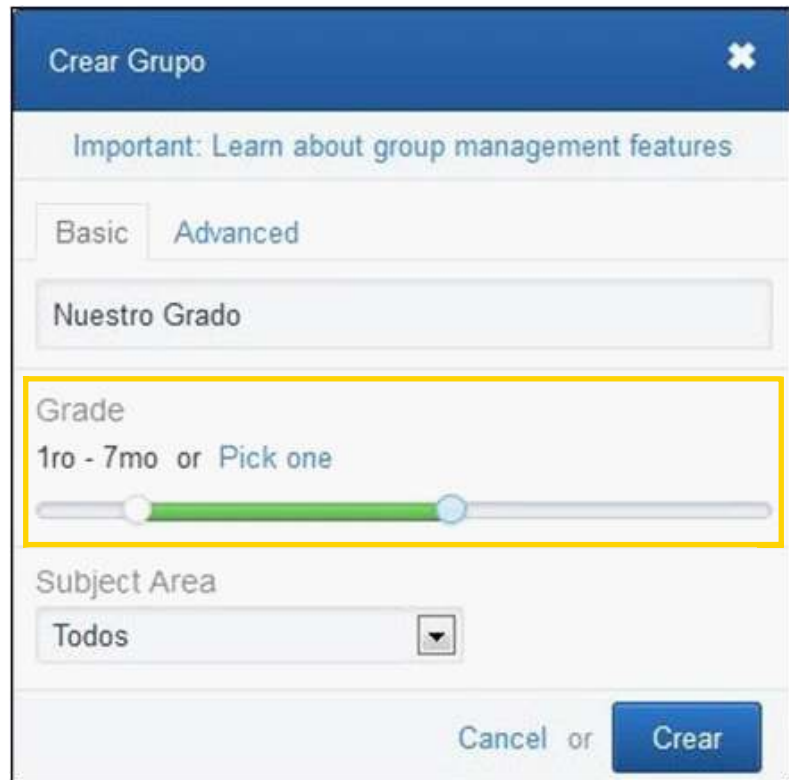 Crear Grupo
Important: Learn about group management features
Basic Advanced
Nuestro Grado
Grade
1ro - 7mo or Pick one
Subject Area
Todos
Cancel or Crear